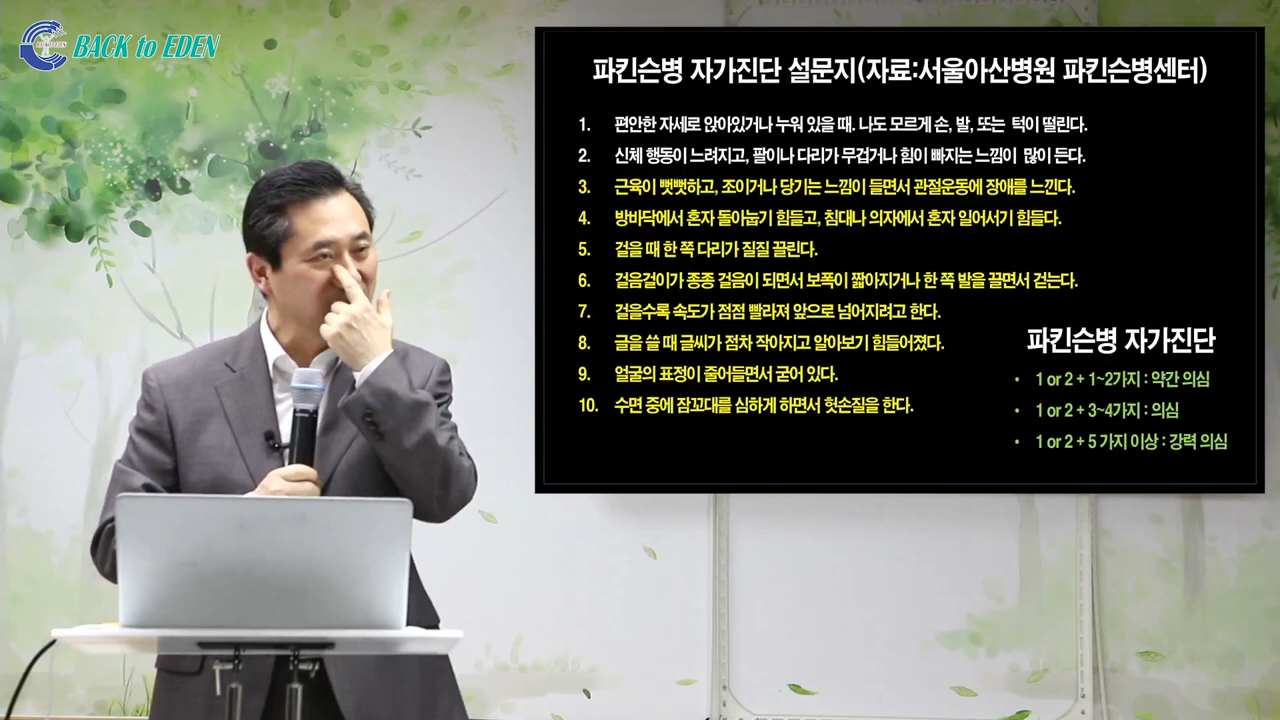 BACK to EDEN
파킨슨병 자가진단 설문지(자료:서울아산병원 파킨슨병센터)
1. 편안한 자세로 앉아있거나 누워 있을 때. 나도 모르게 손, 발, 또는 턱이 떨린다.
2. 신체 행동이 느려지고, 팔이나 다리가 무겁거나 힘이 빠지는 느낌이 많이 든다.
3. 근육이 뻣뻣하고, 조이거나 당기는 느낌이 들면서 관절운동에 장애를 느낀다.
4. 방바닥에서 혼자 돌아눕기 힘들고, 침대나 의자에서 혼자 일어서기 힘들다.
5. 걸을 때 한 쪽 다리가 질질 끌린다.
6. 걸음걸이가 종종 걸음이 되면서 보폭이 짧아지거나 한 쪽 발을 끌면서 걷는다.
7. 걸을수록 속도가 점점 빨라져 앞으로 넘어지려고 한다.
8. 글을 쓸 때 글씨가 점차 작아지고 알아보기 힘들어졌다.
9. 얼굴의 표정이 줄어들면서 굳어 있다.
10. 수면 중에 잠꼬대를 심하게 하면서 헛손질을 한다.
파킨슨병 자가진단
• 1 or 2 + 1~2가지 : 약간 의심
• 1 or 2 + 3~4가지 : 의심
• 1 or 2 + 5 가지 이상 : 강력 의심